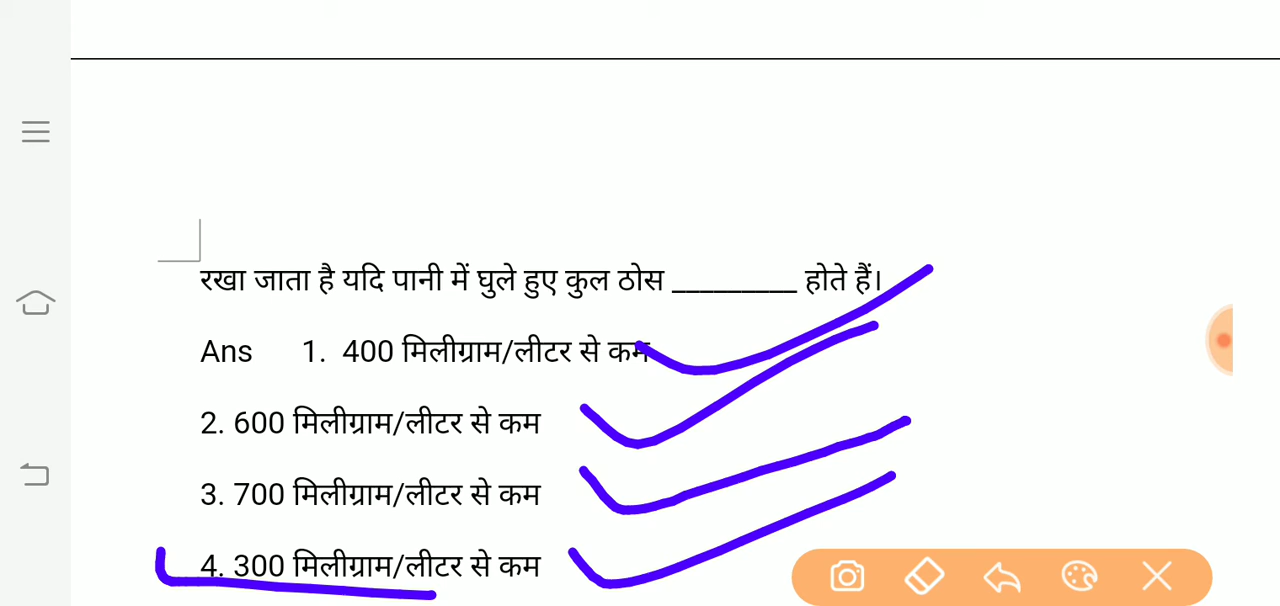 रखा जाता है यदि पानी में घुले हुए कुल ठोस _________ होते हैं।
Ans 1. 400 मिलीग्राम/लीटर से कम
2. 600 मिलीग्राम/लीटर से कम
3. 700 मिलीग्राम/लीटर से कम
4. 300 मिलीग्राम/लीटर से कम